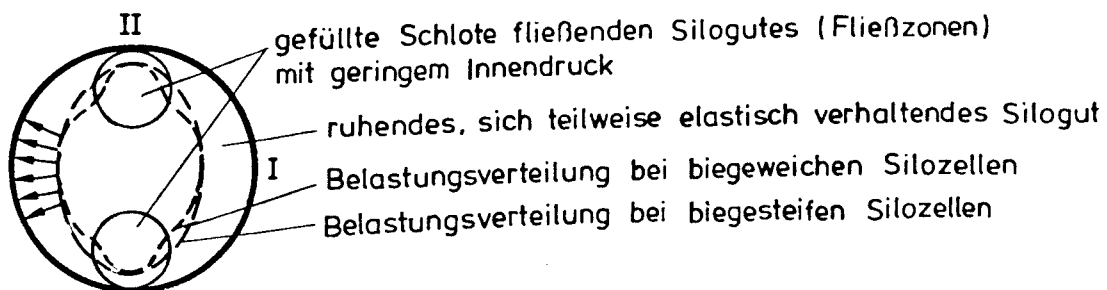 II
gefüllte Schlote fließenden Silogutes (Fließzonen)
mit geringem Innendruck
ruhendes, sich teilweise elastisch verhaltendes Silogut
I
Belastungsverteilung bei biegeweichen Silozellen
Belastungsverteilung bei biegesteifen Silozellen